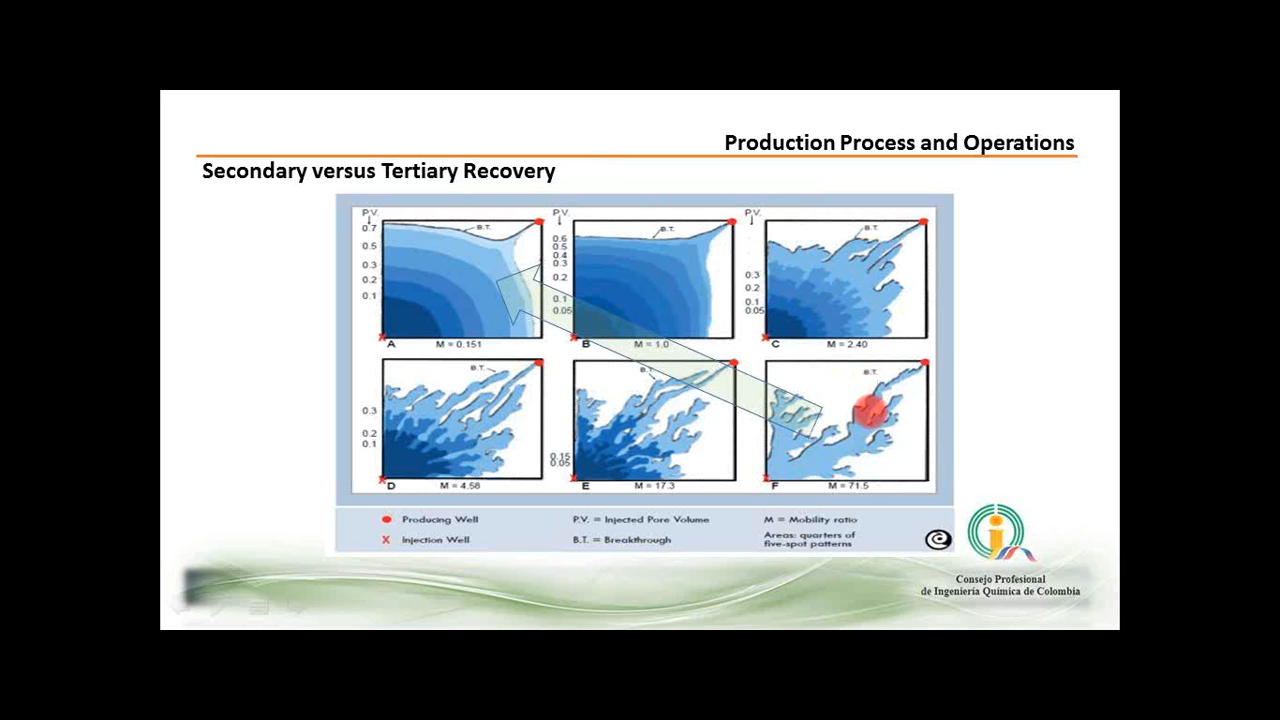 Production Process and Operations
Secondary versus Tertiary Recovery
P.V. P.V. P.V.
0.7
0.5
0.3
0.2
0.1
B.T.
A M = 0.151
0.6
0.5
0.4
0.3
0.2
0.1
0.05
B.T.
B M = 1.0
0.3
0.2
0.1
0.05
B.T.
C M = 2.40
0.3
0.2
0.1
B.T.
D M = 4.58
0.15
0.05
B.T.
E M = 17.3
B.T.
F M = 71.5
Producing Well
X Injection Well
P.V. = Injected Pore Volume
B.T. = Breakthrough
M = Mobility ratio
Areas: quarters of
five-spot patterns
Consejo Profesional
de Ingeniería Química de Colombia